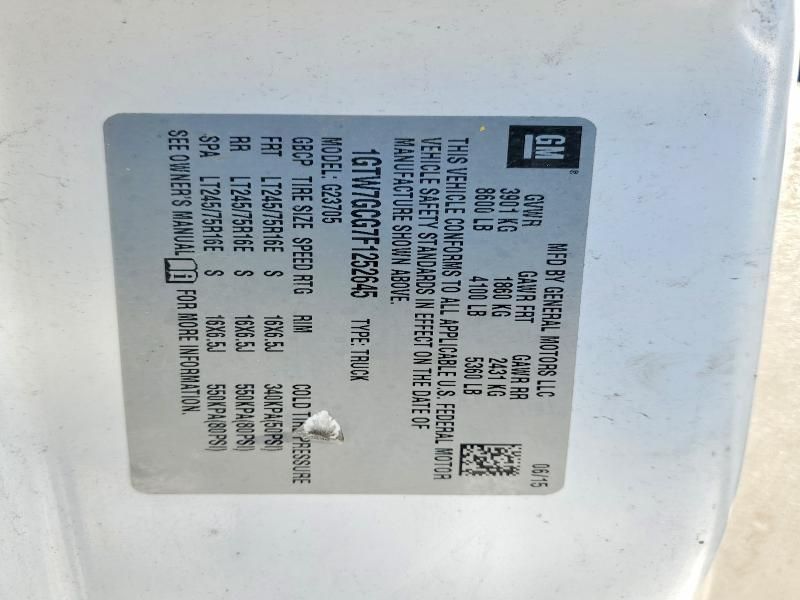 GM ®
MFD BY GENERAL MOTORS LLC 06/15
GVWR GAWR FRT GAWR RR
3901 KG 1860 KG 2431 KG
8600 LB 4100 LB 5360 LB
THIS VEHICLE CONFORMS TO ALL APPLICABLE U.S. FEDERAL MOTOR
VEHICLE SAFETY STANDARDS IN EFFECT ON THE DATE OF
MANUFACTURE SHOWN ABOVE.
1GTW7GCG7F1252645 TYPE: TRUCK
MODEL: G23705
GBCP TIRE SIZE SPEED RTG RIM COLD TIRE PRESSURE
FRT LT245/75R16E S 16X6.5J 340KPA(50PSI)
RR LT245/75R16E S 16X6.5J 550KPA(80PSI)
SPA LT245/75R16E S 16X6.5J 550KPA(80PSI)
SEE OWNER'S MANUAL FOR MORE INFORMATION.